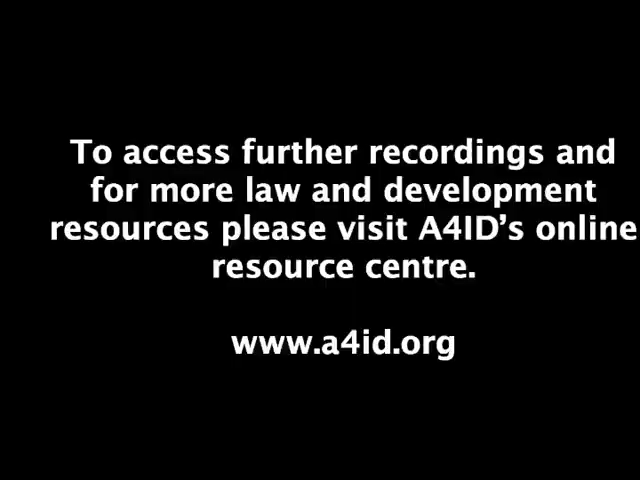 To access further recordings and
for more law and development
resources please visit A4ID’s online
resource centre.
www.a4id.org